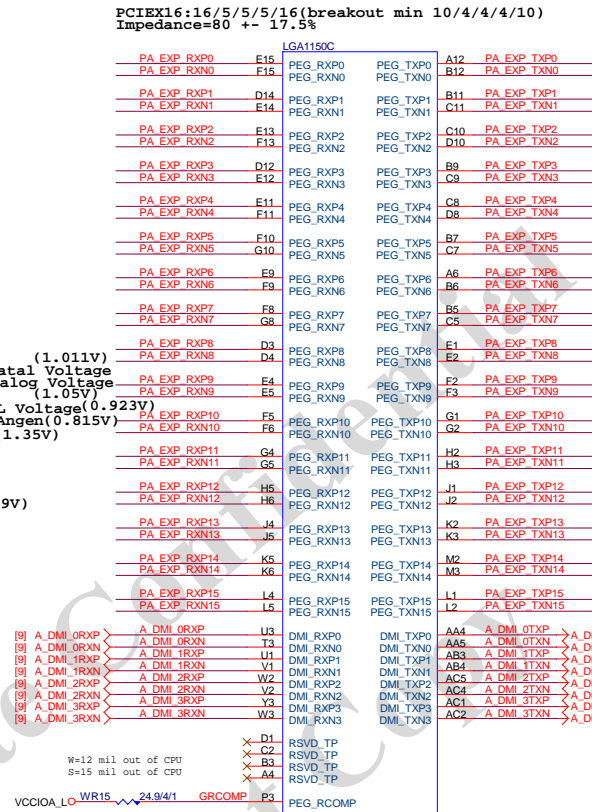 PCIEX16:16/5/5/5/16(breakout min 10/4/4/4/10)
Impedance=80 +- 17.5%
LGA1150C
PA_EXP_RXP0 E15 PEG_RXP0 PEG_TXP0 A12 PA_EXP_TXP0
PA_EXP_RXN0 F15 PEG_RXN0 PEG_TXN0 B12 PA_EXP_TXN0
PA_EXP_RXP1 D14 PEG_RXP1 PEG_TXP1 B11 PA_EXP_TXP1
PA_EXP_RXN1 E14 PEG_RXN1 PEG_TXN1 C11 PA_EXP_TXN1
PA_EXP_RXP2 E13 PEG_RXP2 PEG_TXP2 C10 PA_EXP_TXP2
PA_EXP_RXN2 F13 PEG_RXN2 PEG_TXN2 D10 PA_EXP_TXN2
PA_EXP_RXP3 D12 PEG_RXP3 PEG_TXP3 B9 PA_EXP_TXP3
PA_EXP_RXN3 E12 PEG_RXN3 PEG_TXN3 C9 PA_EXP_TXN3
PA_EXP_RXP4 E11 PEG_RXP4 PEG_TXP4 C8 PA_EXP_TXP4
PA_EXP_RXN4 F11 PEG_RXN4 PEG_TXN4 D8 PA_EXP_TXN4
PA_EXP_RXP5 F10 PEG_RXP5 PEG_TXP5 B7 PA_EXP_TXP5
PA_EXP_RXN5 G10 PEG_RXN5 PEG_TXN5 C7 PA_EXP_TXN5
PA_EXP_RXP6 E9 PEG_RXP6 PEG_TXP6 A6 PA_EXP_TXP6
PA_EXP_RXN6 F9 PEG_RXN6 PEG_TXN6 B6 PA_EXP_TXN6
PA_EXP_RXP7 F8 PEG_RXP7 PEG_TXP7 B5 PA_EXP_TXP7
PA_EXP_RXN7 G8 PEG_RXN7 PEG_TXN7 C5 PA_EXP_TXN7
PA_EXP_RXP8 D3 PEG_RXP8 PEG_TXP8 E1 PA_EXP_TXP8
(1.011V) PA_EXP_RXN8 D4 PEG_RXN8 PEG_TXN8 E2 PA_EXP_TXN8
atal Voltage
alog Voltage PA_EXP_RXP9 E4 PEG_RXP9 PEG_TXP9 F2 PA_EXP_TXP9
(1.05V) PA_EXP_RXN9 E5 PEG_RXN9 PEG_TXN9 F3 PA_EXP_TXN9
L Voltage(0.923V)
Angen(0.815V) PA_EXP_RXP10 F5 PEG_RXP10 PEG_TXP10 G1 PA_EXP_TXP10
1.35V) PA_EXP_RXN10 F6 PEG_RXN10 PEG_TXN10 G2 PA_EXP_TXN10
PA_EXP_RXP11 G4 PEG_RXP11 PEG_TXP11 H2 PA_EXP_TXP11
PA_EXP_RXN11 G5 PEG_RXN11 PEG_TXN11 H3 PA_EXP_TXN11
PA_EXP_RXP12 H5 PEG_RXP12 PEG_TXP12 J1 PA_EXP_TXP12
9V) PA_EXP_RXN12 H6 PEG_RXN12 PEG_TXN12 J2 PA_EXP_TXN12
PA_EXP_RXP13 J4 PEG_RXP13 PEG_TXP13 K2 PA_EXP_TXP13
PA_EXP_RXN13 J5 PEG_RXN13 PEG_TXN13 K3 PA_EXP_TXN13
PA_EXP_RXP14 K5 PEG_RXP14 PEG_TXP14 M2 PA_EXP_TXP14
PA_EXP_RXN14 K6 PEG_RXN14 PEG_TXN14 M3 PA_EXP_TXN14
PA_EXP_RXP15 L4 PEG_RXP15 PEG_TXP15 L1 PA_EXP_TXP15
PA_EXP_RXN15 L5 PEG_RXN15 PEG_TXN15 L2 PA_EXP_TXN15
[9] A_DMI_0RXP A_DMI_0RXP U3 DMI_RXP0 DMI_TXP0 AA4 A_DMI_0TXP A_DM
[9] A_DMI_0RXN A_DMI_0RXN T3 DMI_RXN0 DMI_TXN0 AA5 A_DMI_0TXN A_DM
[9] A_DMI_1RXP A_DMI_1RXP U1 DMI_RXP1 DMI_TXP1 AB3 A_DMI_1TXP A_DM
[9] A_DMI_1RXN A_DMI_1RXN V1 DMI_RXN1 DMI_TXN1 AB4 A_DMI_1TXN A_DM
[9] A_DMI_2RXP A_DMI_2RXP W2 DMI_RXP2 DMI_TXP2 AC5 A_DMI_2TXP A_DM
[9] A_DMI_2RXN A_DMI_2RXN V2 DMI_RXN2 DMI_TXN2 AC4 A_DMI_2TXN A_DM
[9] A_DMI_3RXP A_DMI_3RXP Y3 DMI_RXP3 DMI_TXP3 AC1 A_DMI_3TXP A_DM
[9] A_DMI_3RXN A_DMI_3RXN W3 DMI_RXN3 DMI_TXN3 AC2 A_DMI_3TXN A_DM
D1 RSVD_TP
C2 RSVD_TP
W=12 mil out of CPU B3 RSVD_TP
S=15 mil out of CPU A4 RSVD_TP
VCCIOA_L WR15 24.9/4/1 GRCOMP P3 PEG_RCOMP
Confidential
Copy